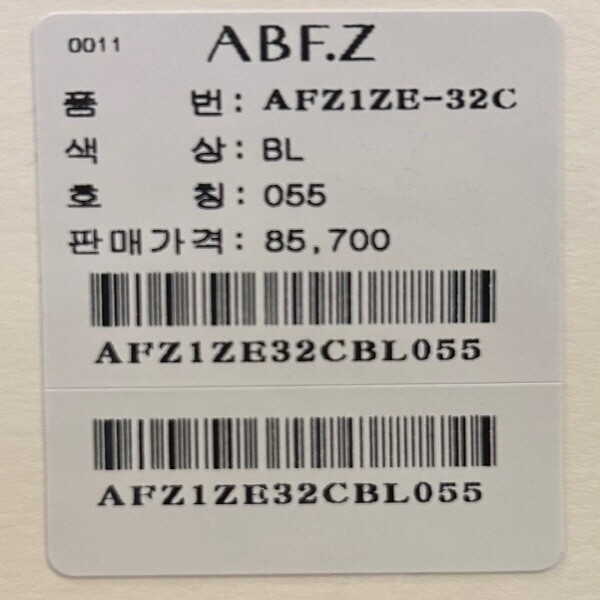 0011 ABF.Z
품 번: AFZ1ZE-32C
색 상: BL
호 칭: 055
판매가격: 85,700
AFZ1ZE32CBL055
AFZ1ZE32CBL055